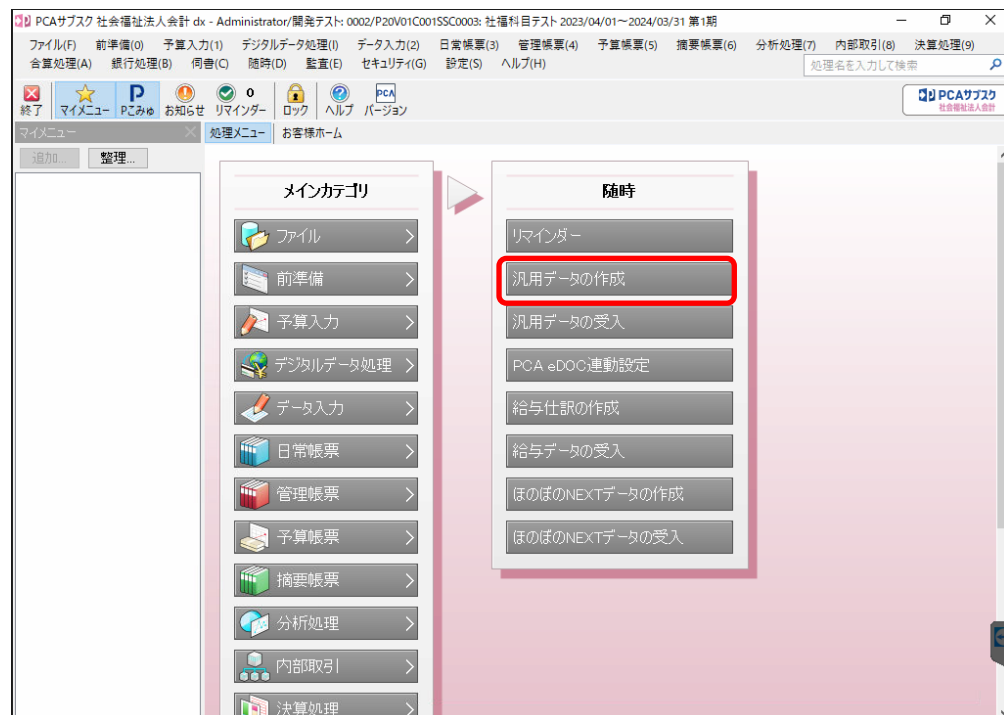 PCAサブスク 社会福祉法人会計 dx - Administrator/開発テスト: 0002/P20V01C001SSC0003: 社福科目テスト 2023/04/01～2024/03/31 第1期
ファイル(F) 前準備(0) 予算入力(1) デジタルデータ処理(I) データ入力(2) 日常帳票(3) 管理帳票(4) 予算帳票(5) 摘要帳票(6) 分析処理(7) 内部取引(8) 決算処理(9)
合算処理(A) 銀行処理(B) 伺書(C) 随時(D) 監査(E) セキュリティ(G) 設定(S) ヘルプ(H)
処理名を入力して検索
終了 マイメニュー Pこみゅ お知らせ 0 リマインダー ロック ヘルプ PCA バージョン
PCAサブスク
社会福祉法人会計
マイメニュー
処理メニュー お客様ホーム
追加... 整理...
メインカテゴリ
ファイル
前準備
予算入力
デジタルデータ処理
データ入力
日常帳票
管理帳票
予算帳票
摘要帳票
分析処理
内部取引
決算処理
随時
リマインダー
汎用データの作成
汎用データの受入
PCA eDOC連動設定
給与仕訳の作成
給与データの受入
ほのぼのNEXTデータの作成
ほのぼのNEXTデータの受入